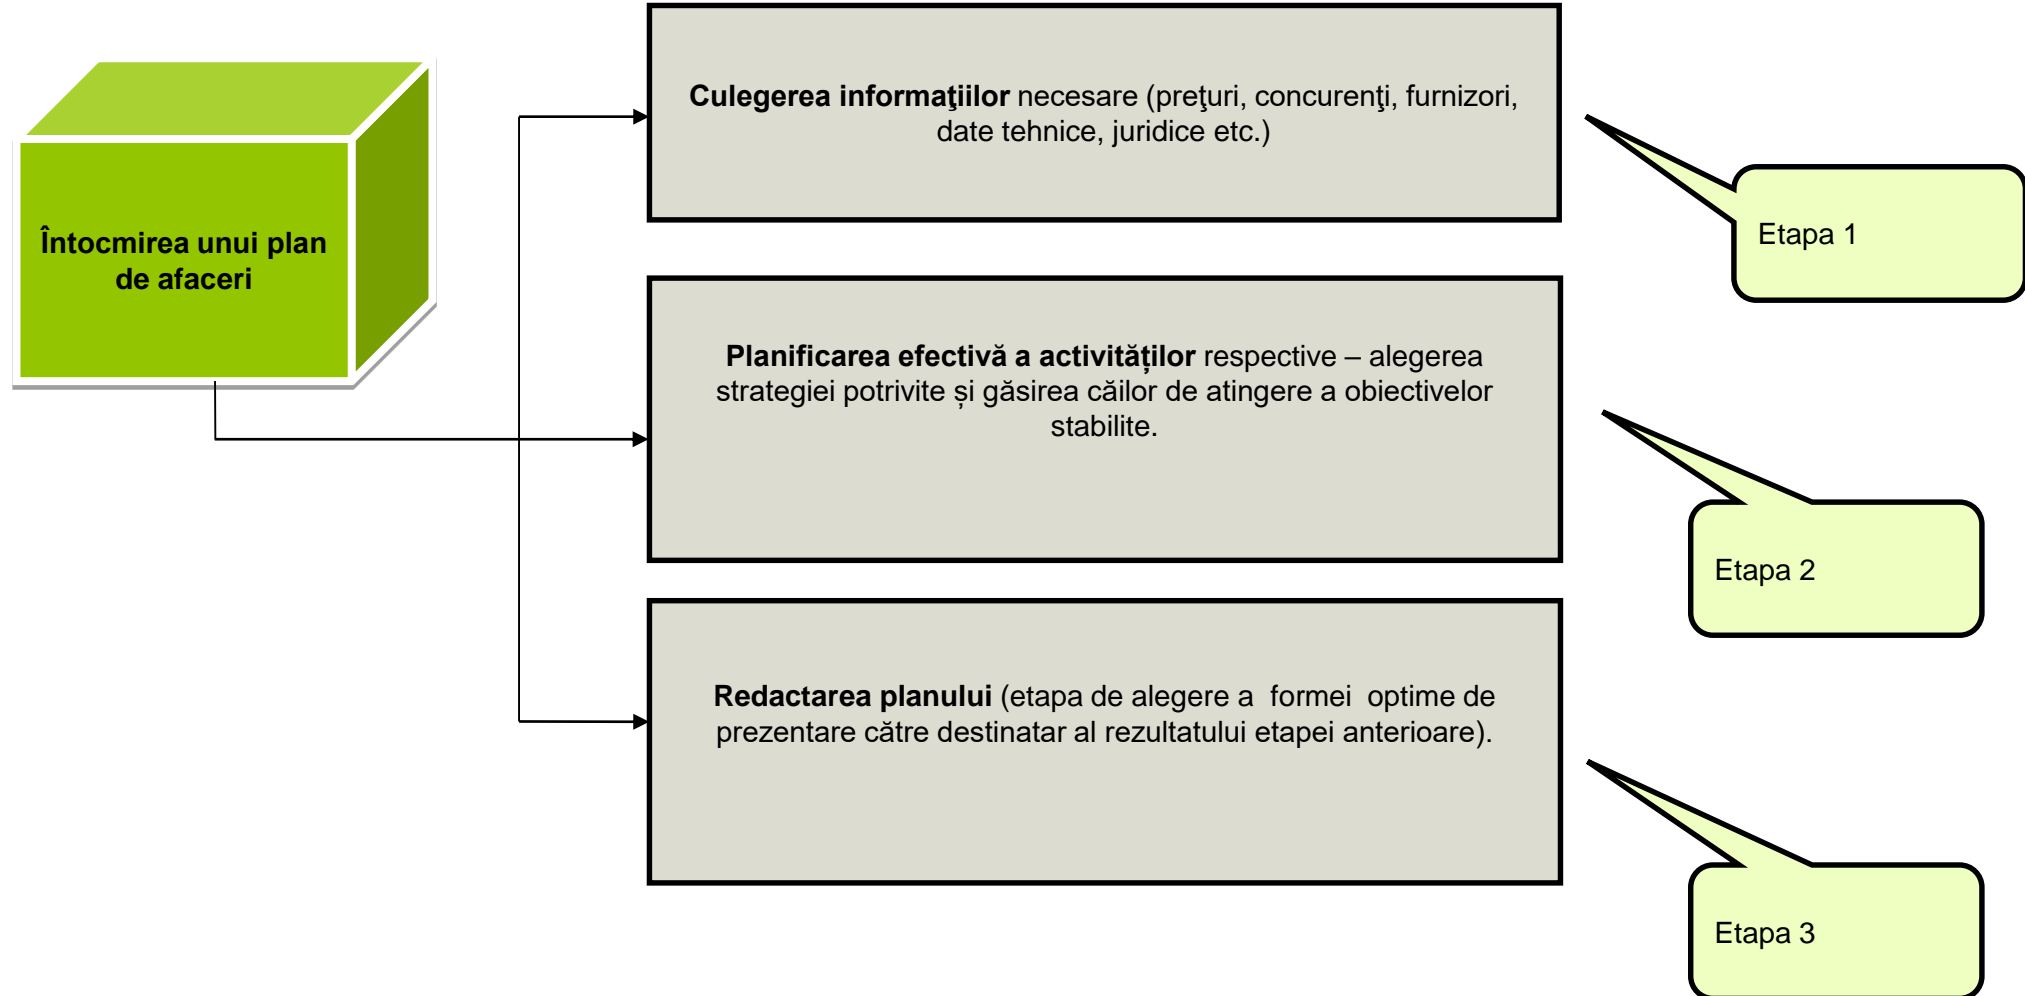 Întocmirea unui plan
de afaceri
Culegerea informaţiilor necesare (preţuri, concurenţi, furnizori,
date tehnice, juridice etc.)
Etapa 1
Planificarea efectivă a activităților respective – alegerea
strategiei potrivite și găsirea căilor de atingere a obiectivelor
stabilite.
Etapa 2
Redactarea planului (etapa de alegere a  formei  optime de
prezentare către destinatar al rezultatului etapei anterioare).
Etapa 3